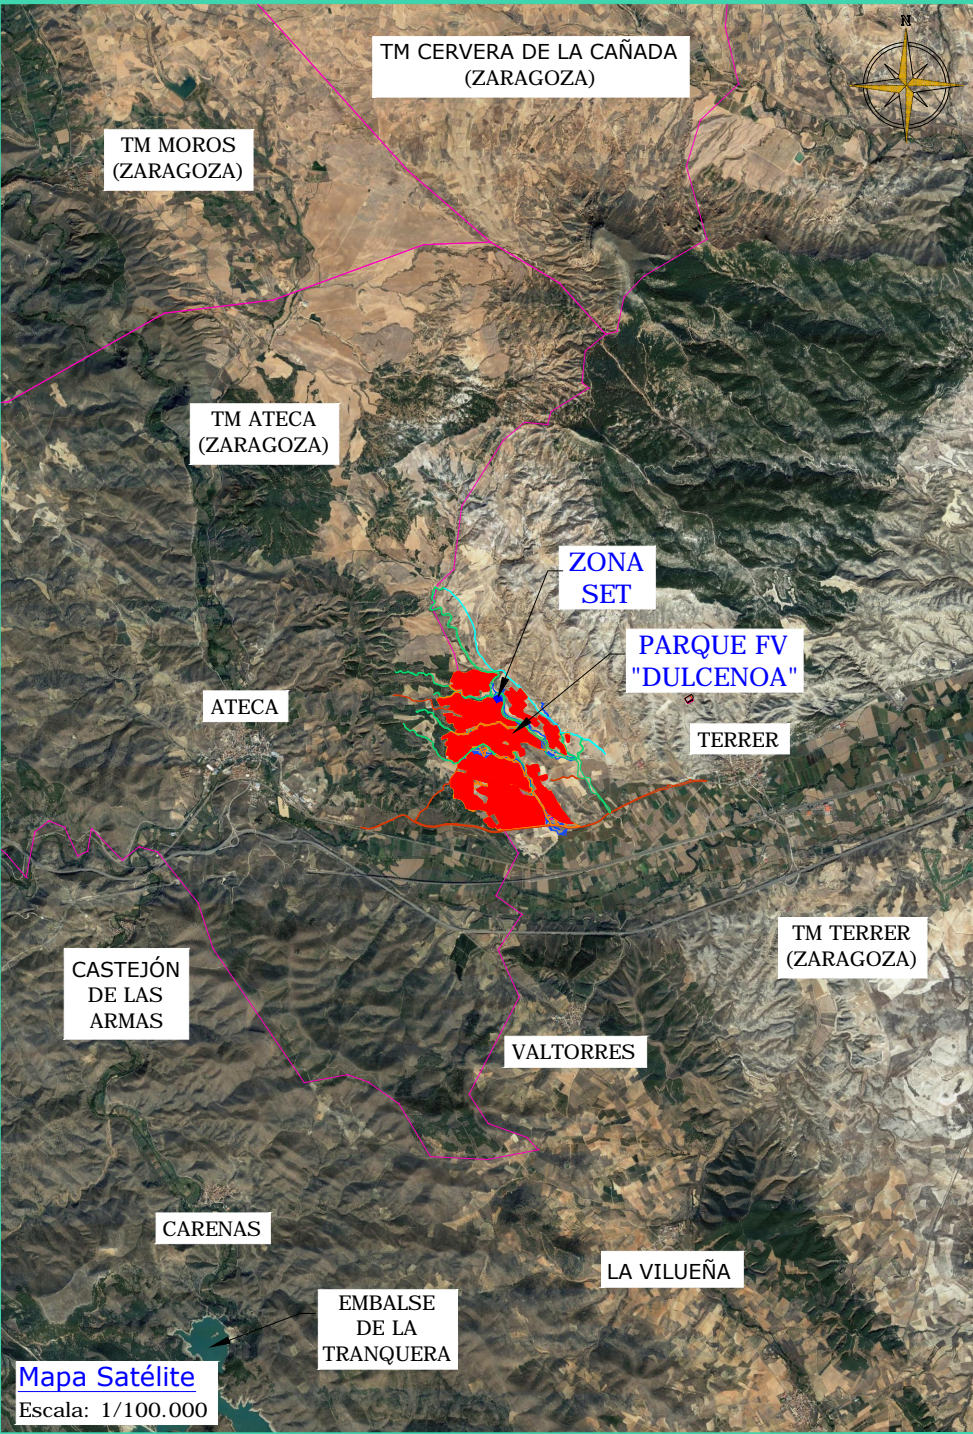 N
TM CERVERA DE LA CAÑADA
(ZARAGOZA)
TM MOROS
(ZARAGOZA)
TM ATECA
(ZARAGOZA)
ZONA
SET
PARQUE FV
"DULCENOA"
ATECA
TERRER
TM TERRER
(ZARAGOZA)
CASTEJÓN
DE LAS
ARMAS
VALTORRES
CARENAS
LA VILUEÑA
EMBALSE
DE LA
TRANQUERA
Mapa Satélite
Escala: 1/100.000